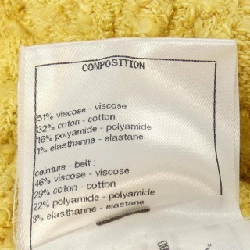 COMPOSITION
51% viscose - viscose
32% coton - cotton
16% polyamide - polyamide
1% elasthanne - elastane
ceinture belt :
46% viscose - viscose
29% coton - cotton
22% polyamide - polyamide
3% elasthanne - elastane